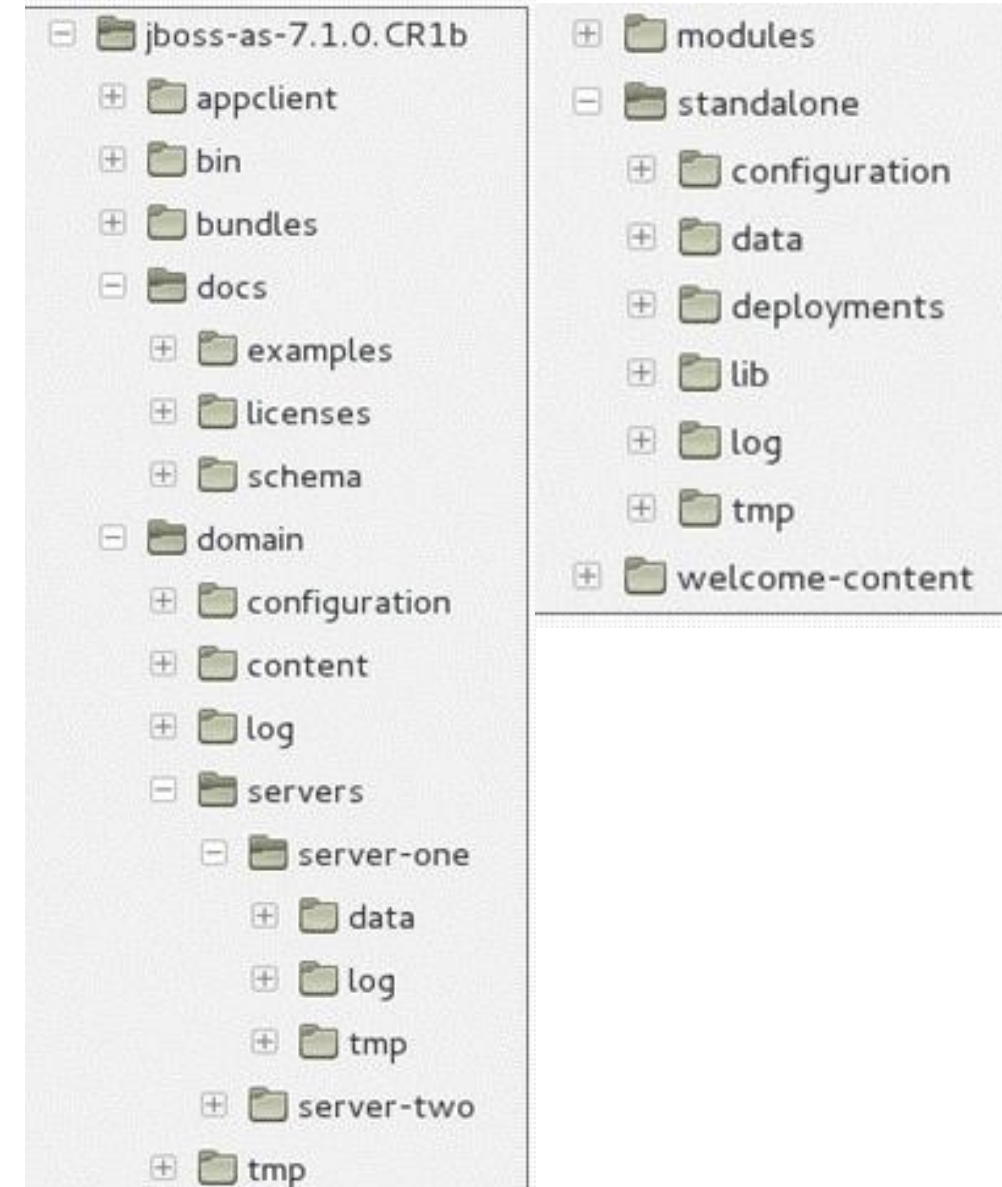 jboss-as-7.1.0.CR1b
appclient
bin
bundles
docs
examples
licenses
schema
domain
configuration
content
log
servers
server-one
data
log
tmp
server-two
tmp
modules
standalone
configuration
data
deployments
lib
log
tmp
welcome-content